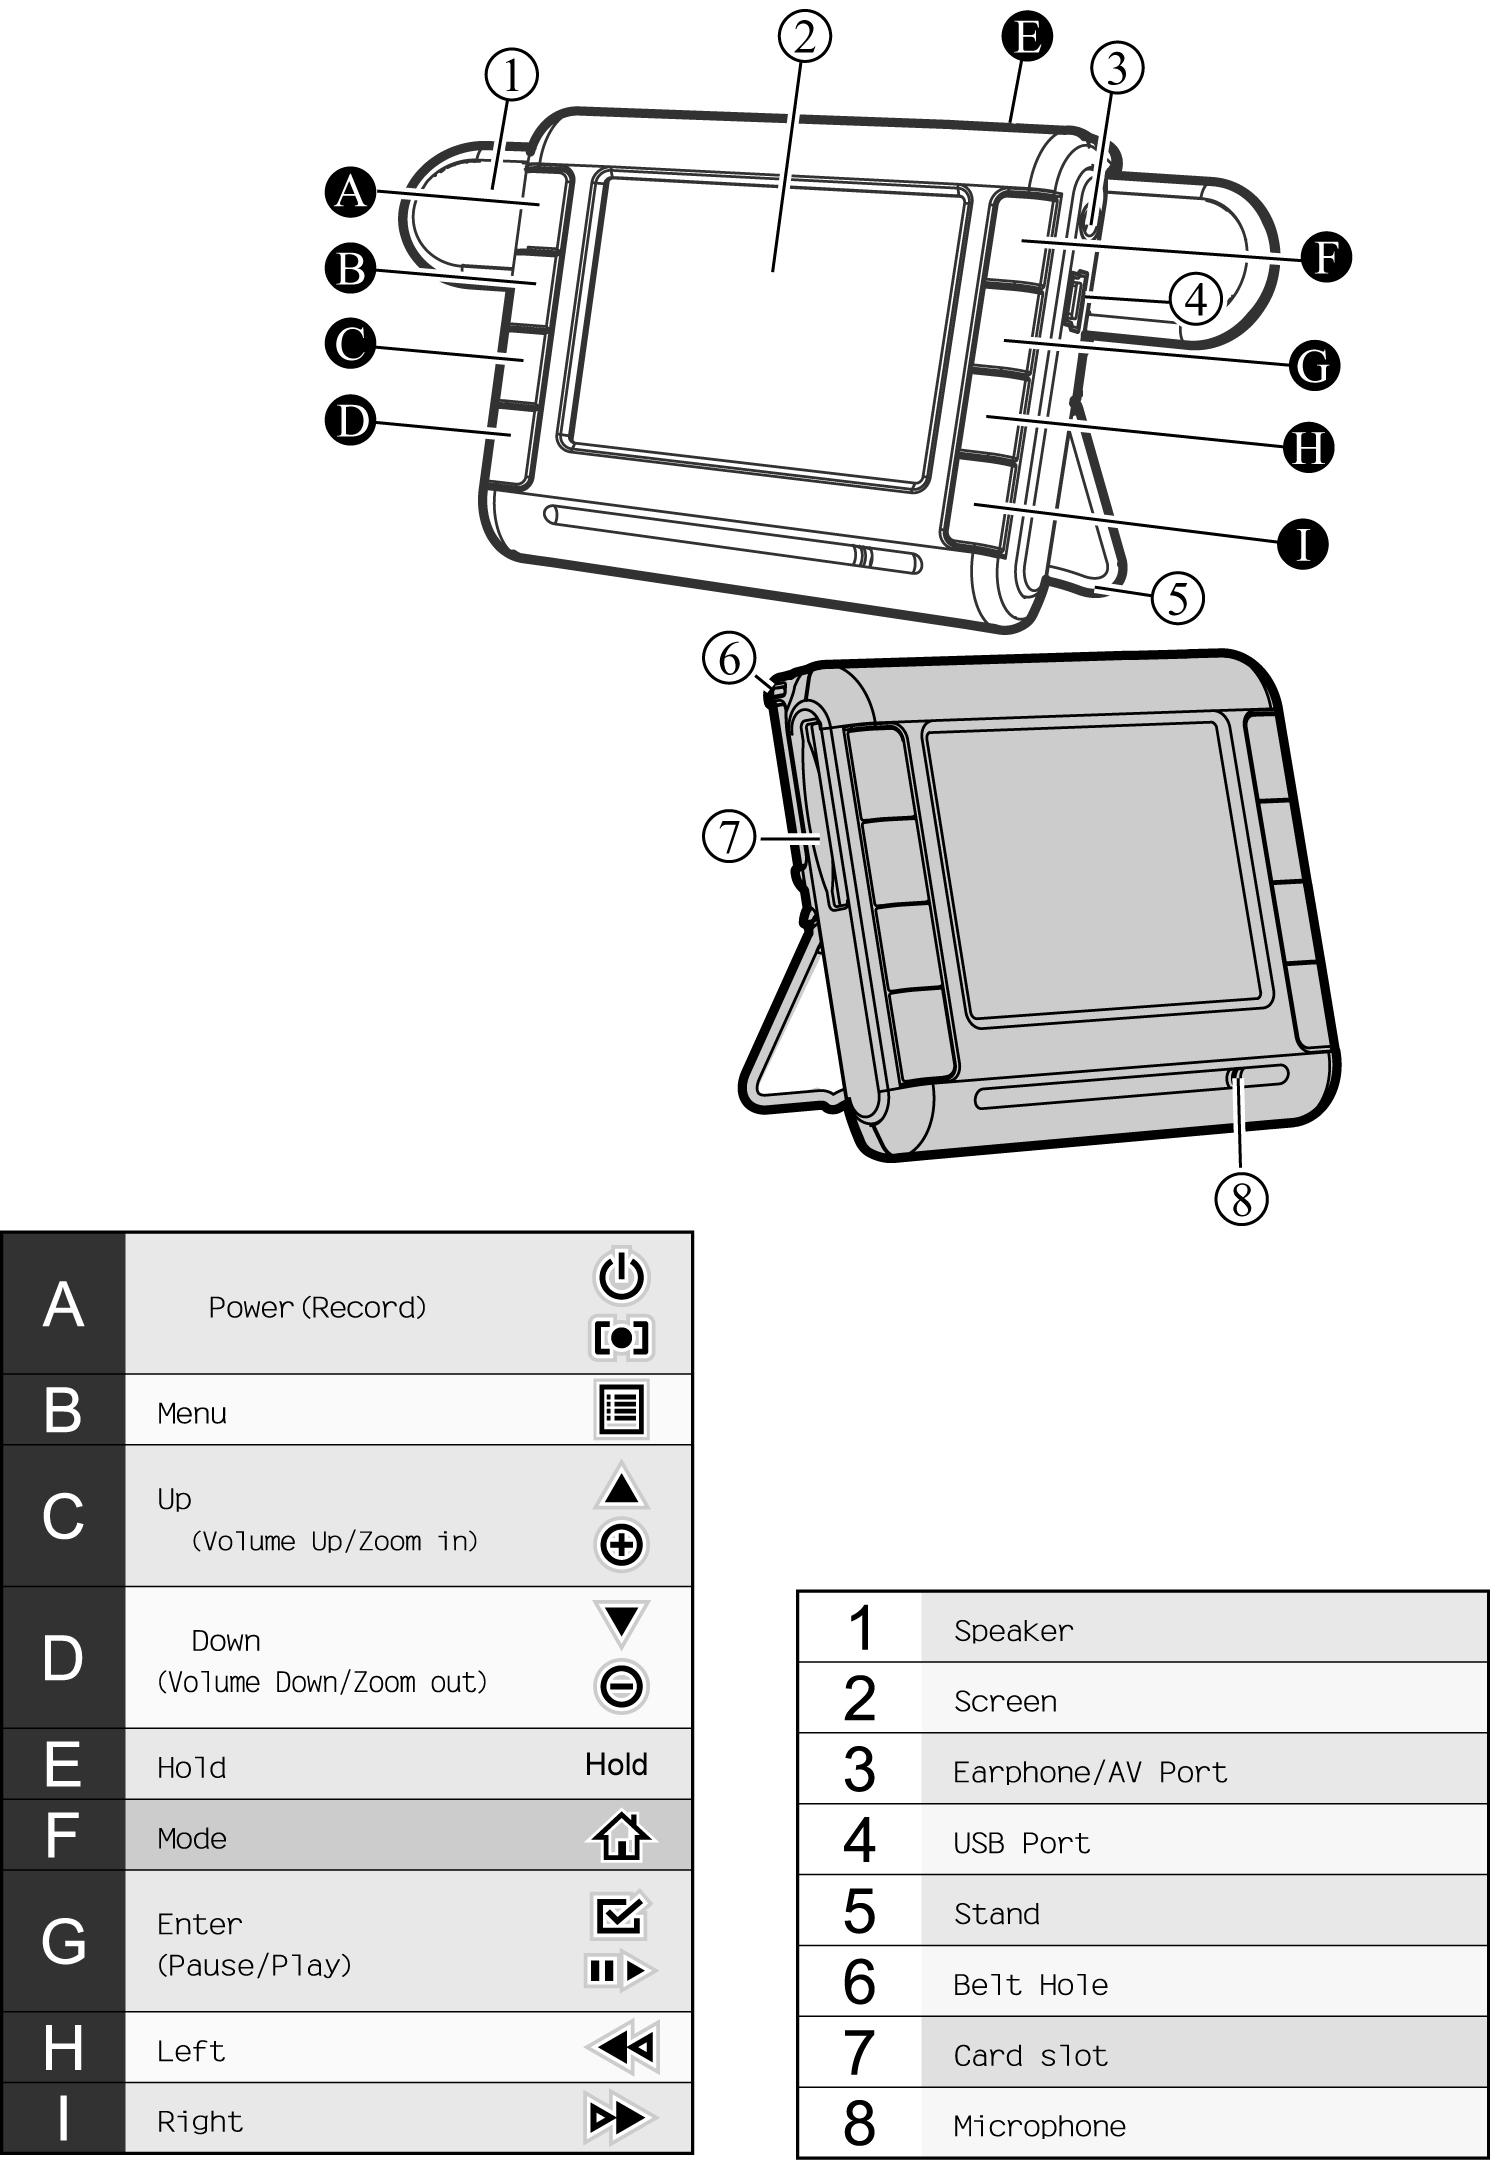 1
2
E
3
A
B
C
D
F
4
G
H
I
5
6
7
8
A Power(Record)
B Menu
C Up
(Volume Up/Zoom in)
D Down
(Volume Down/Zoom out)
E Hold Hold
F Mode
G Enter
(Pause/Play)
H Left
I Right
1 Speaker
2 Screen
3 Earphone/AV Port
4 USB Port
5 Stand
6 Belt Hole
7 Card slot
8 Microphone